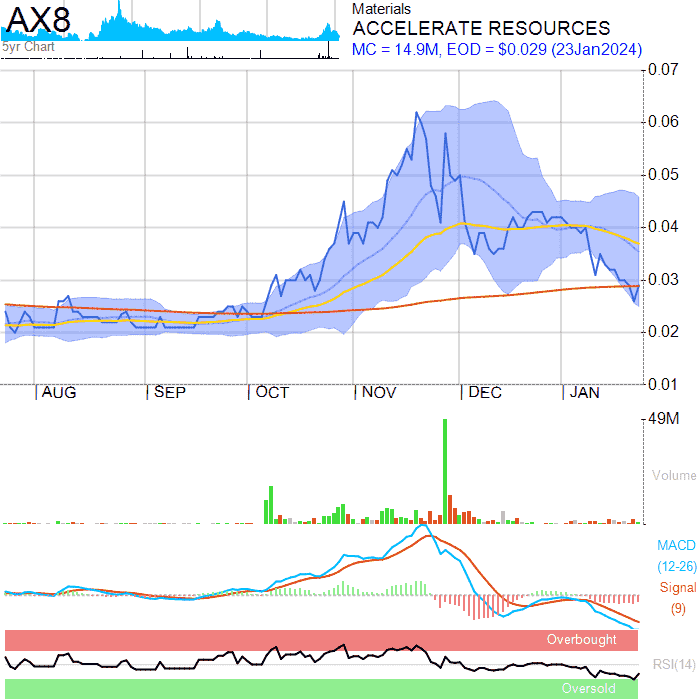 AX8
5yr Chart
Materials
ACCELERATE RESOURCES
MC = 14.9M, EOD = $0.029 (23Jan2024)
0.07
0.06
0.05
0.04
0.03
0.02
0.01
AUG SEP OCT NOV DEC JAN
49M
Volume
MACD
(12-26)
Signal
(9)
Overbought
RSI(14)
Oversold